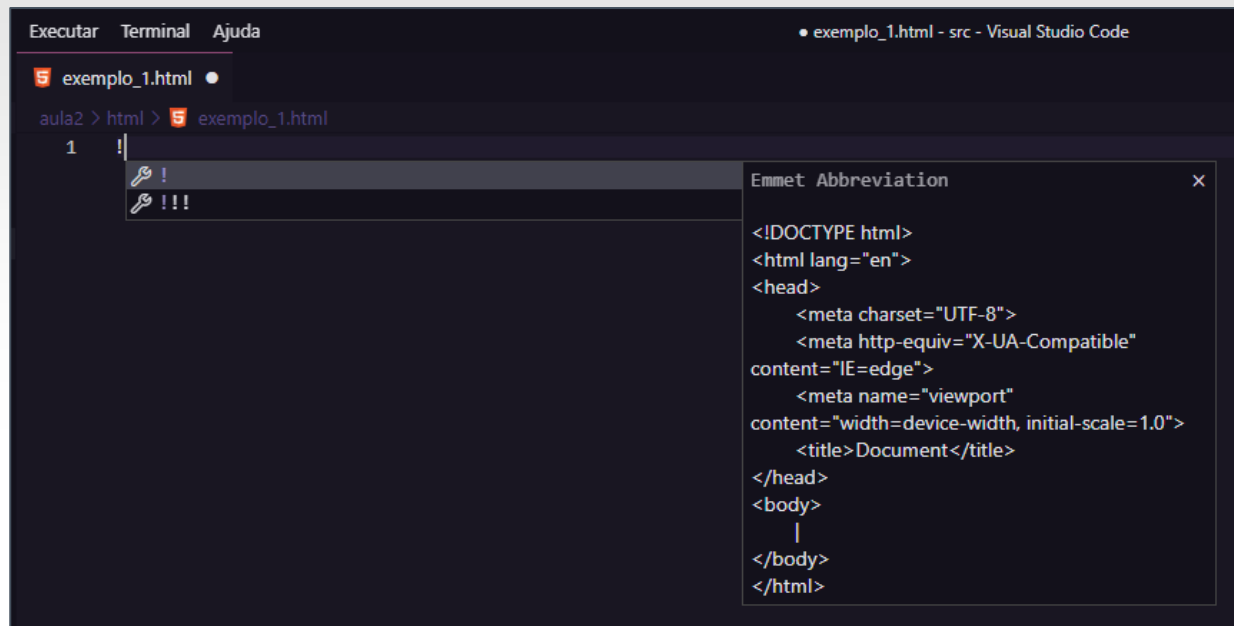 Executar Terminal Ajuda
● exemplo_1.html - src - Visual Studio Code
exemplo_1.html ●
aula2 > html > exemplo_1.html
1 !
!
!!!
Emmet Abbreviation ×
<!DOCTYPE html>
<html lang="en">
<head>
<meta charset="UTF-8">
<meta http-equiv="X-UA-Compatible"
content="IE=edge">
<meta name="viewport"
content="width=device-width, initial-scale=1.0">
<title>Document</title>
</head>
<body>
|
</body>
</html>